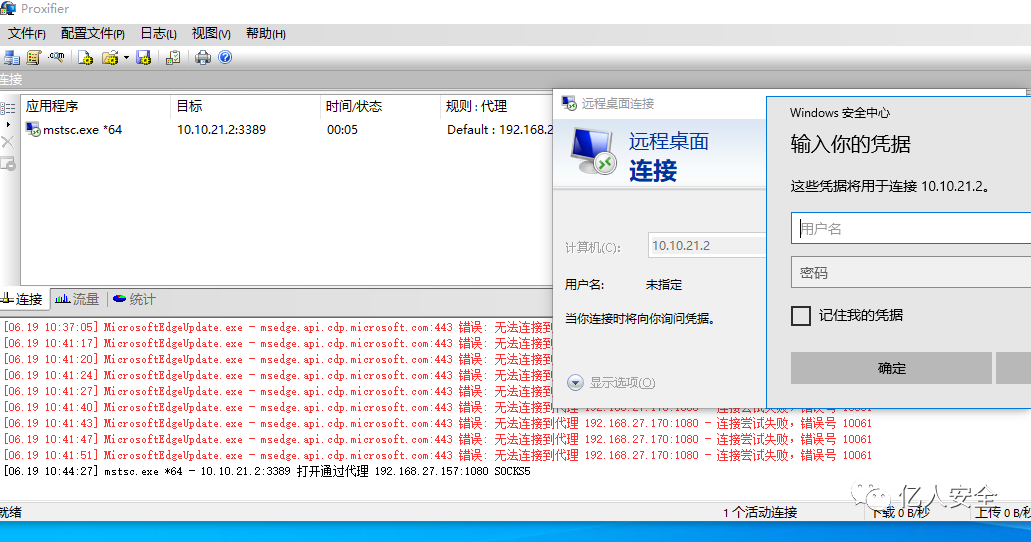 Proxifier
文件(F) 配置文件(P) 日志(L) 视图(V) 帮助(H)
连接
应用程序 目标 时间/状态 规则 : 代理
mstsc.exe *64 10.10.21.2:3389 00:05 Default : 192.168.2
远程桌面连接
远程桌面
连接
计算机(C): 10.10.21.2
用户名: 未指定
当你连接时将向你询问凭据。
显示选项(O)
Windows 安全中心
输入你的凭据
这些凭据将用于连接 10.10.21.2。
用户名
密码
记住我的凭据
确定
连接 流量 统计
[06.19 10:37:05] MicrosoftEdgeUpdate.exe - msedge.api.cdp.microsoft.com:443 错误: 无法连接到
[06.19 10:41:17] MicrosoftEdgeUpdate.exe - msedge.api.cdp.microsoft.com:443 错误: 无法连接到
[06.19 10:41:20] MicrosoftEdgeUpdate.exe - msedge.api.cdp.microsoft.com:443 错误: 无法连接到
[06.19 10:41:24] MicrosoftEdgeUpdate.exe - msedge.api.cdp.microsoft.com:443 错误: 无法连接到
[06.19 10:41:27] MicrosoftEdgeUpdate.exe - msedge.api.cdp.microsoft.com:443 错误: 无法连接到
[06.19 10:41:40] MicrosoftEdgeUpdate.exe - msedge.api.cdp.microsoft.com:443 错误: 无法连接到代理 192.168.27.170:1080 - 连接尝试失败，错误号 10061
[06.19 10:41:43] MicrosoftEdgeUpdate.exe - msedge.api.cdp.microsoft.com:443 错误: 无法连接到代理 192.168.27.170:1080 - 连接尝试失败，错误号 10061
[06.19 10:41:47] MicrosoftEdgeUpdate.exe - msedge.api.cdp.microsoft.com:443 错误: 无法连接到代理 192.168.27.170:1080 - 连接尝试失败，错误号 10061
[06.19 10:41:51] MicrosoftEdgeUpdate.exe - msedge.api.cdp.microsoft.com:443 错误: 无法连接到代理 192.168.27.170:1080 - 连接尝试失败，错误号 10061
[06.19 10:44:27] mstsc.exe *64 - 10.10.21.2:3389 打开通过代理 192.168.27.157:1080 SOCKS5
亿人安全
就绪 1 个活动连接 下载 0 B/秒 上传 0 B/秒